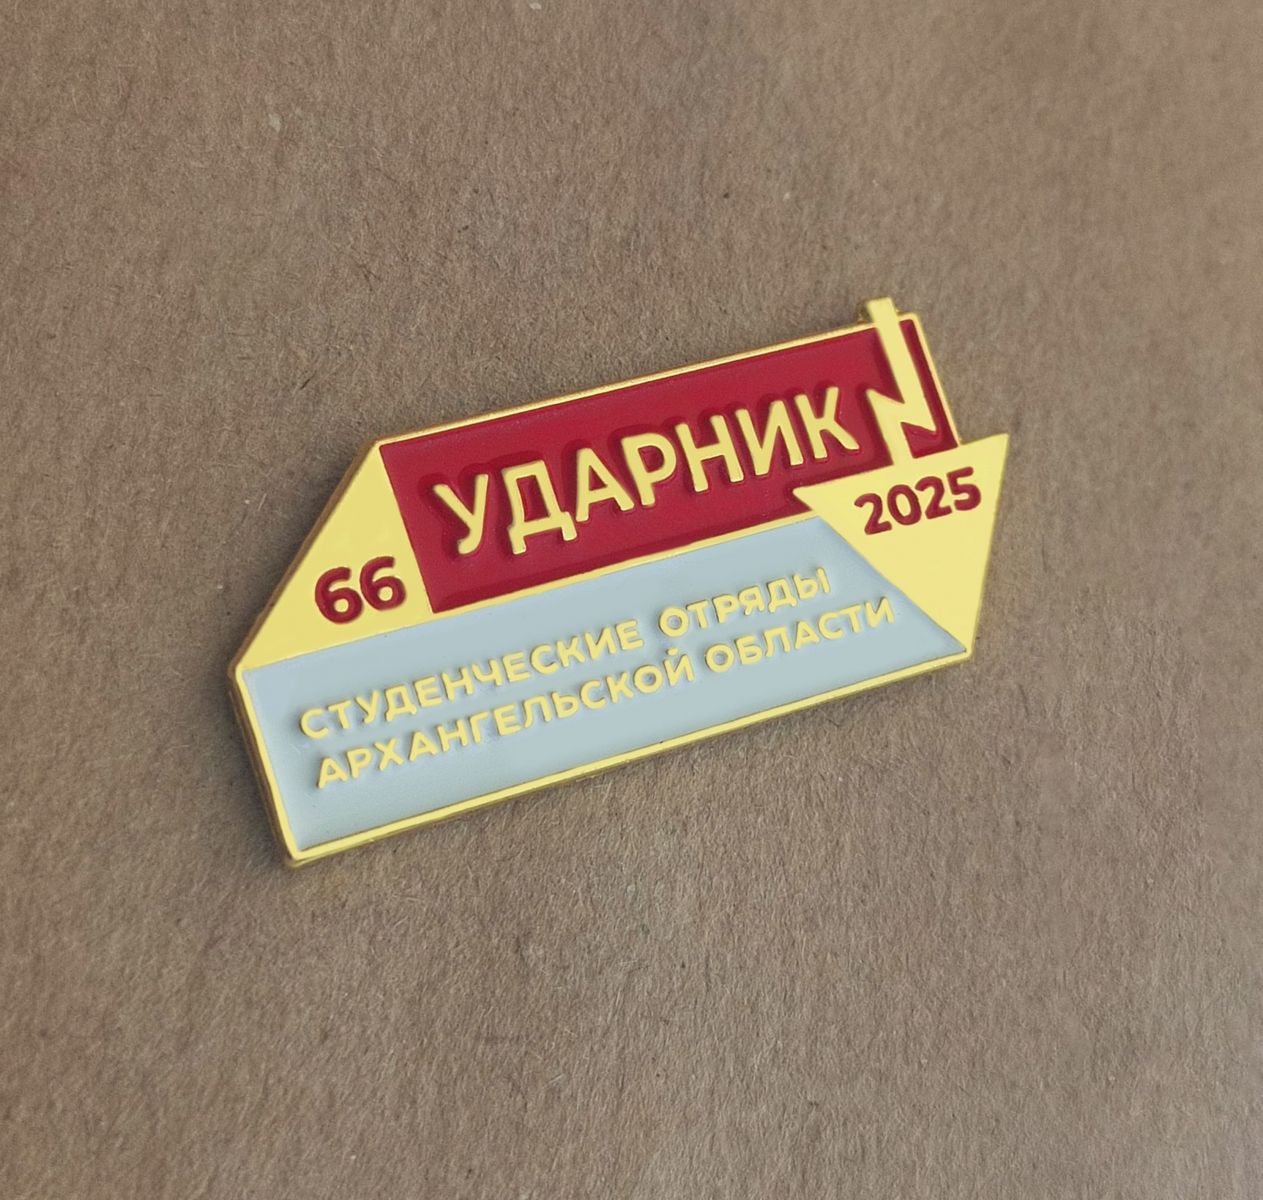 УДАРНИК
66
2025
СТУДЕНЧЕСКИЕ ОТРЯДЫ
АРХАНГЕЛЬСКОЙ ОБЛАСТИ